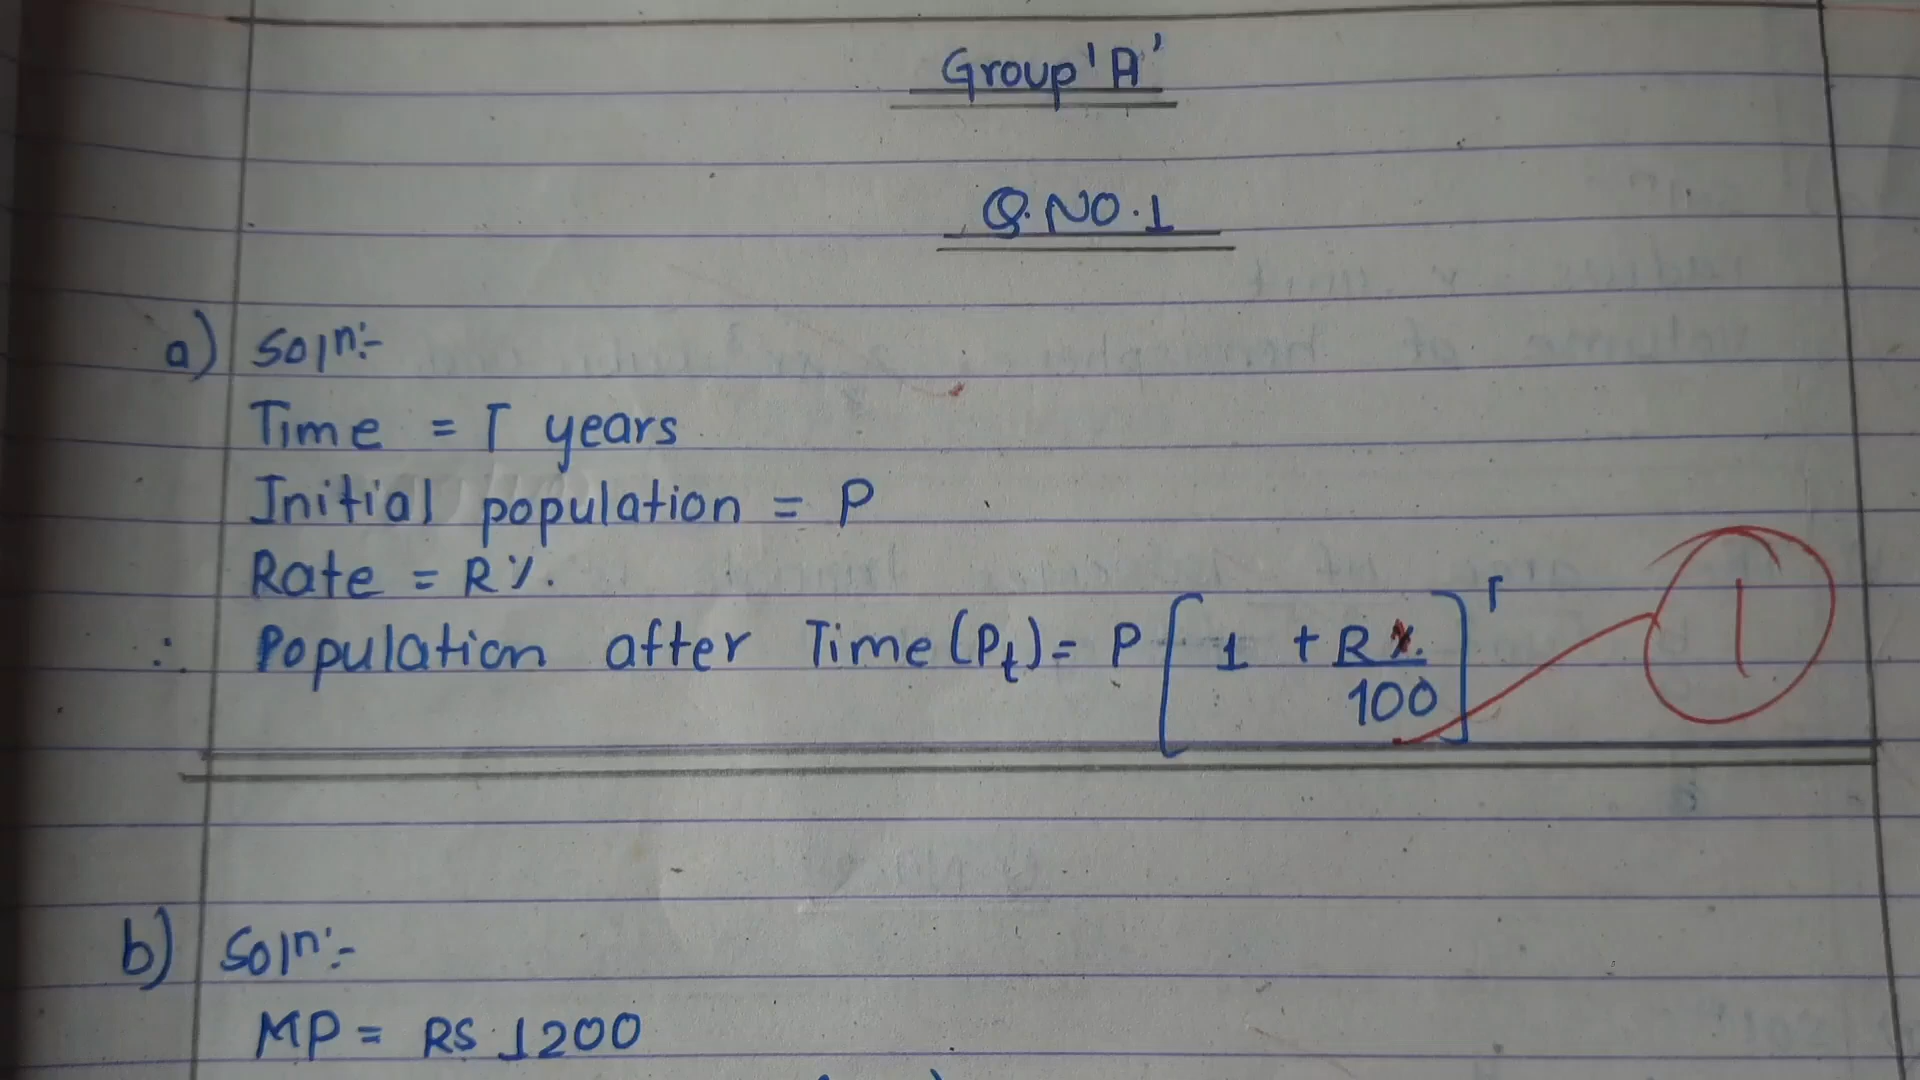 Group 'A'
Q.NO.1
a) Soln:-
Time = T years
Initial population = P
Rate = R%.
∴ Population after Time (Pt) = P [1 + R%/100]^T
1
b) Soln:-
MP = RS 1200